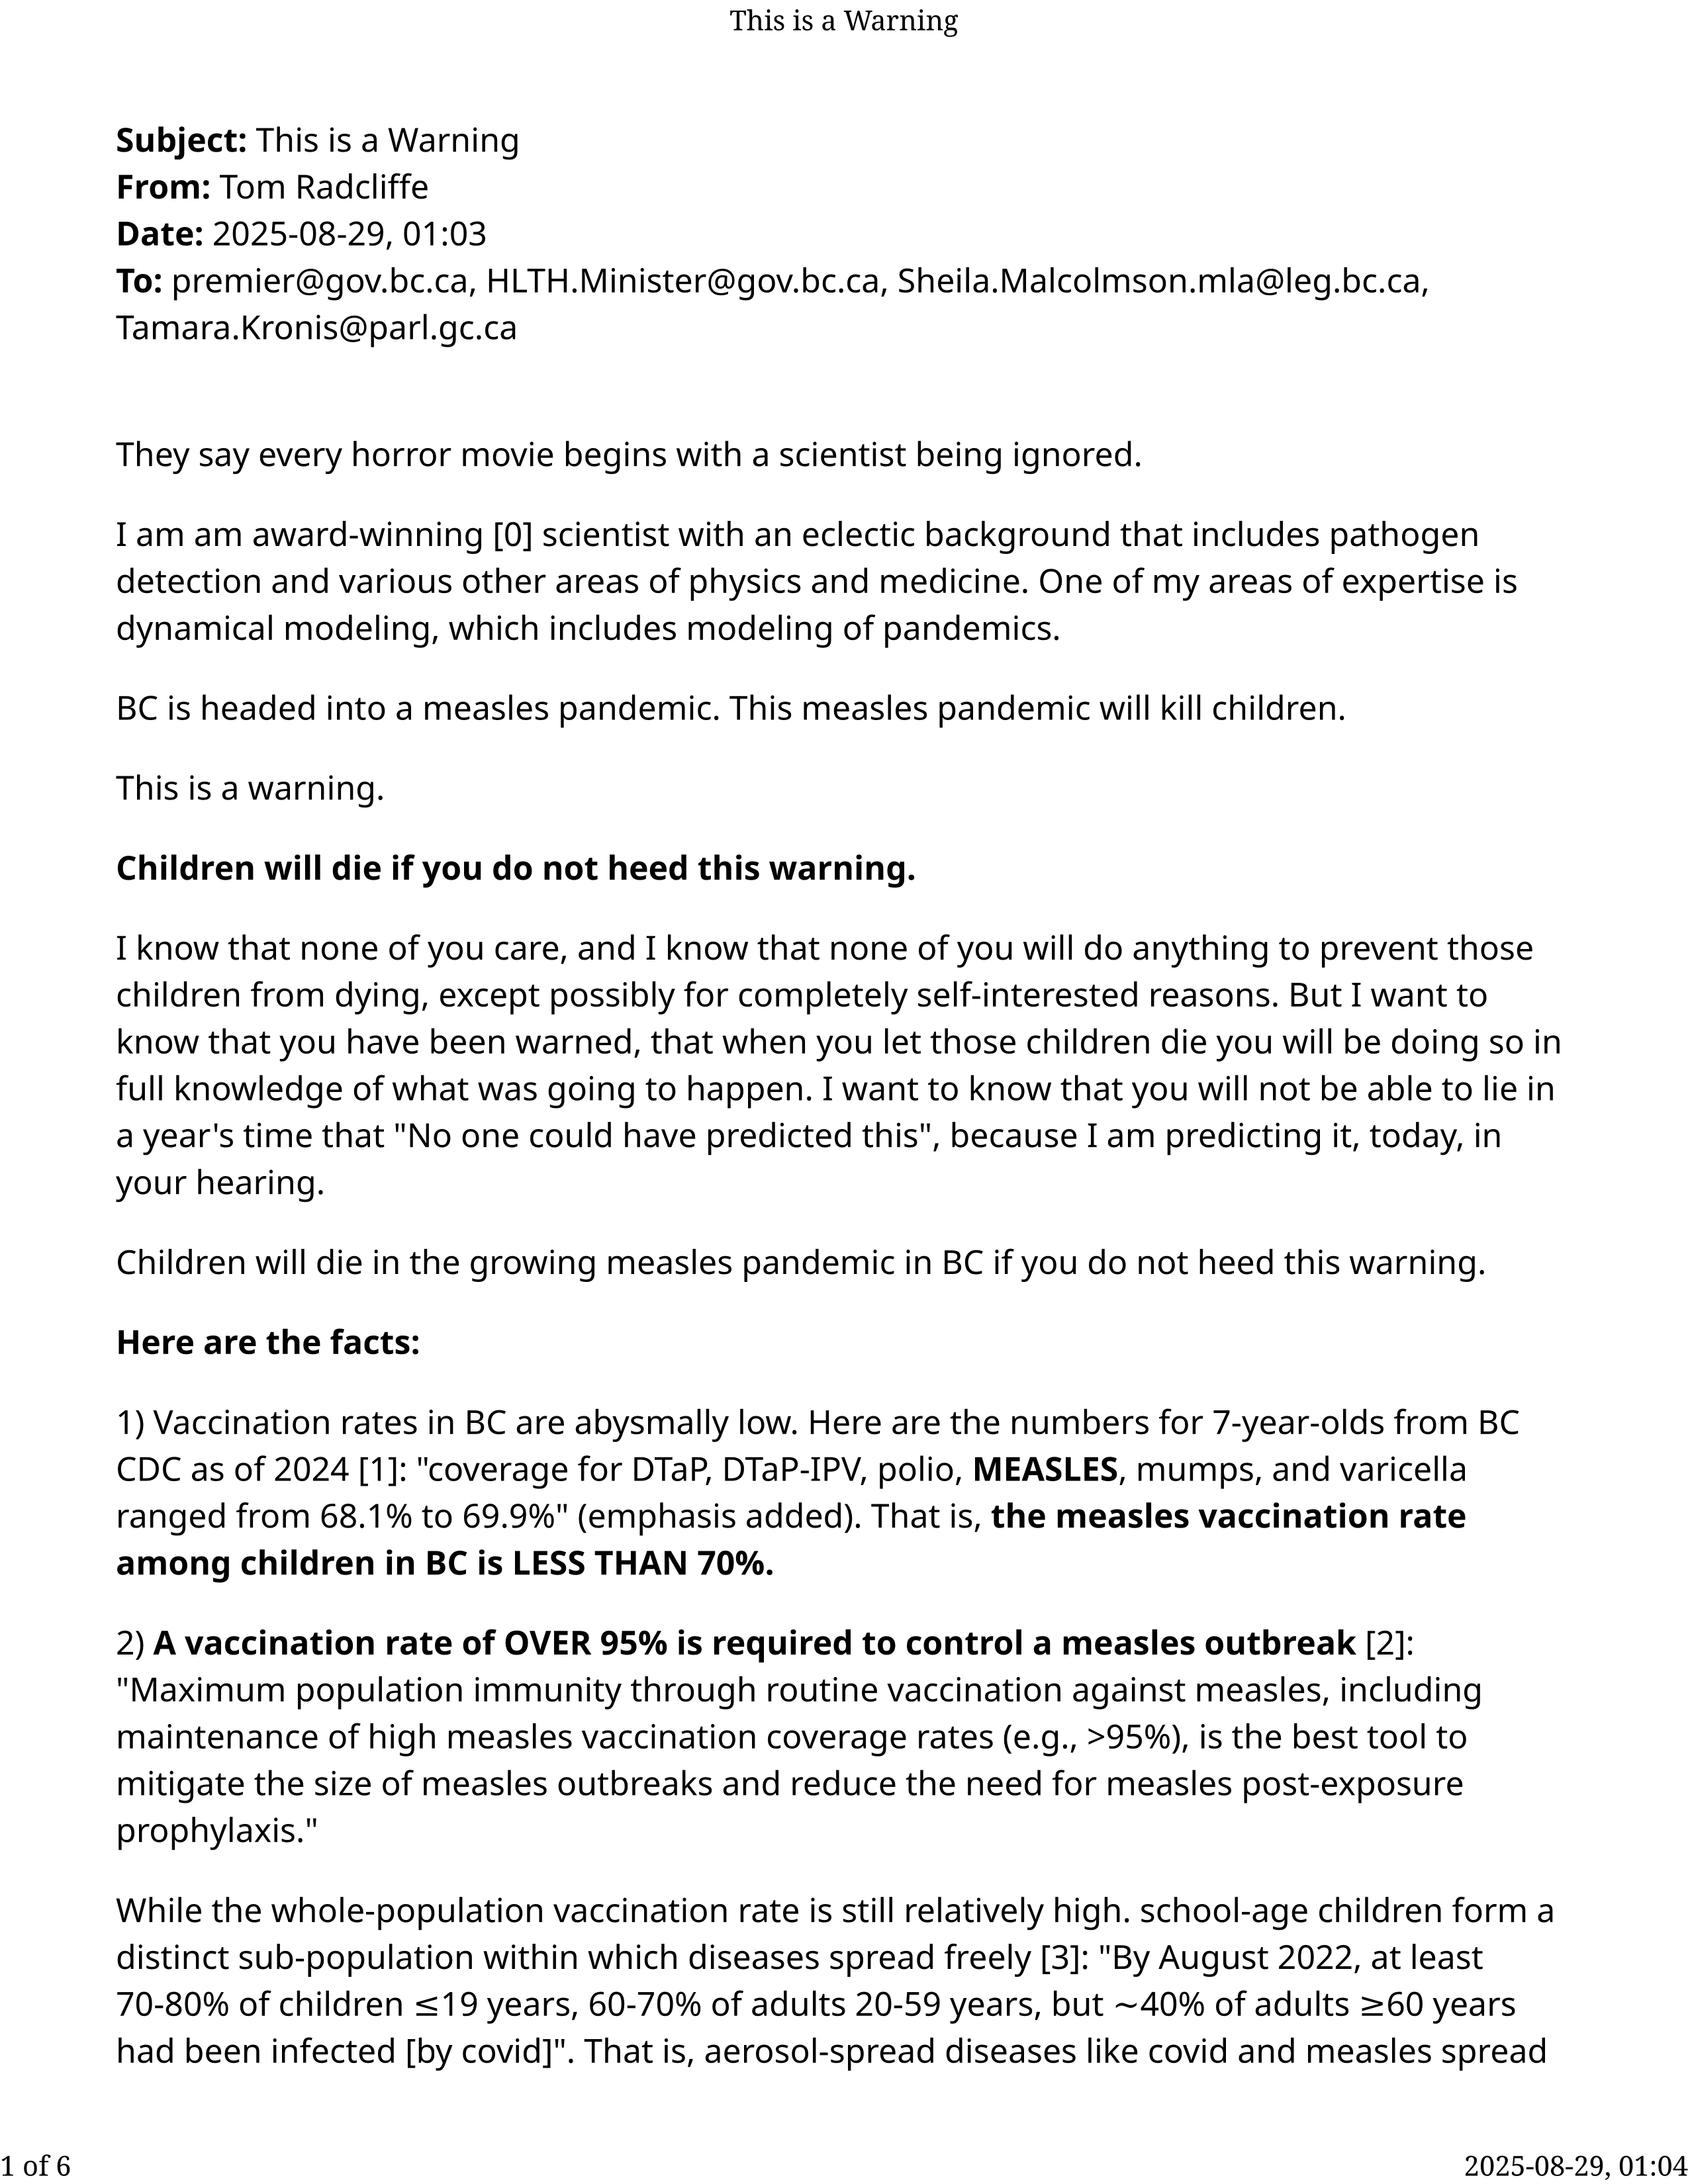 This is a Warning
Subject: This is a Warning
From: Tom Radcliffe
Date: 2025-08-29, 01:03
To: premier@gov.bc.ca, HLTH.Minister@gov.bc.ca, Sheila.Malcolmson.mla@leg.bc.ca,
Tamara.Kronis@parl.gc.ca
They say every horror movie begins with a scientist being ignored.
I am am award-winning [0] scientist with an eclectic background that includes pathogen
detection and various other areas of physics and medicine. One of my areas of expertise is
dynamical modeling, which includes modeling of pandemics.
BC is headed into a measles pandemic. This measles pandemic will kill children.
This is a warning.
Children will die if you do not heed this warning.
I know that none of you care, and I know that none of you will do anything to prevent those
children from dying, except possibly for completely self-interested reasons. But I want to
know that you have been warned, that when you let those children die you will be doing so in
full knowledge of what was going to happen. I want to know that you will not be able to lie in
a year's time that "No one could have predicted this", because I am predicting it, today, in
your hearing.
Children will die in the growing measles pandemic in BC if you do not heed this warning.
Here are the facts:
1) Vaccination rates in BC are abysmally low. Here are the numbers for 7-year-olds from BC
CDC as of 2024 [1]: "coverage for DTaP, DTaP-IPV, polio, MEASLES, mumps, and varicella
ranged from 68.1% to 69.9%" (emphasis added). That is, the measles vaccination rate
among children in BC is LESS THAN 70%.
2) A vaccination rate of OVER 95% is required to control a measles outbreak [2]:
"Maximum population immunity through routine vaccination against measles, including
maintenance of high measles vaccination coverage rates (e.g., >95%), is the best tool to
mitigate the size of measles outbreaks and reduce the need for measles post-exposure
prophylaxis."
While the whole-population vaccination rate is still relatively high. school-age children form a
distinct sub-population within which diseases spread freely [3]: "By August 2022, at least
70-80% of children ≤19 years, 60-70% of adults 20-59 years, but ~40% of adults ≥60 years
had been infected [by covid]". That is, aerosol-spread diseases like covid and measles spread
1 of 6
2025-08-29, 01:04